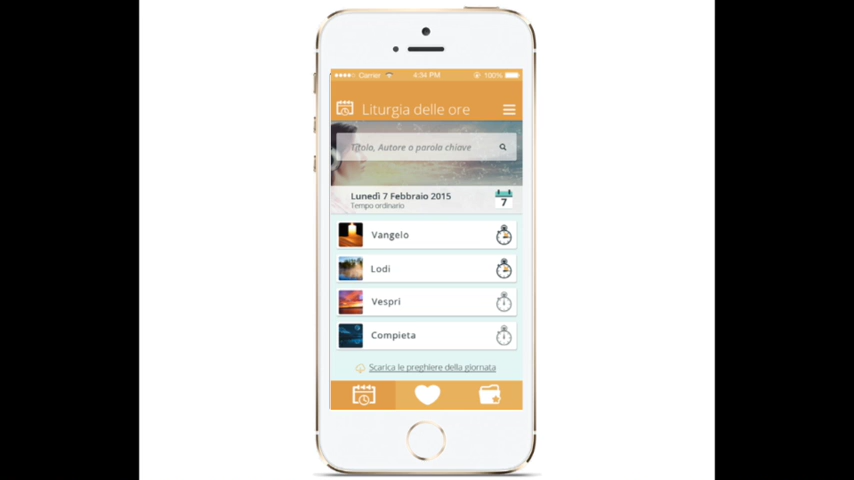 Carrier 4:34 PM 100%
Liturgia delle ore
Titolo, Autore o parola chiave
Lunedì 7 Febbraio 2015
Tempo ordinario
7
Vangelo
Lodi
Vespri
Compieta
Scarica le preghiere della giornata